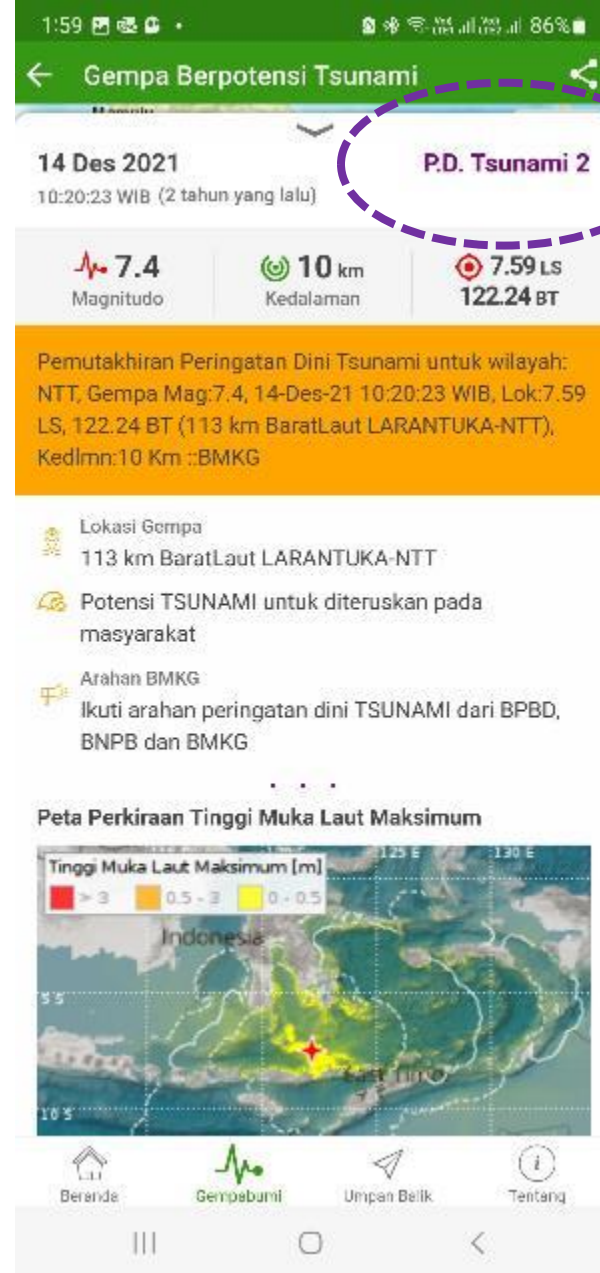 1:59
86%
Gempa Berpotensi Tsunami
14 Des 2021
P.D. Tsunami 2
10:20:23 WIB (2 tahun yang lalu)
7.4
10 km
7.59 LS
Magnitudo
Kedalaman
122.24 BT
Pemutakhiran Peringatan Dini Tsunami untuk wilayah:
NTT, Gempa Mag:7.4, 14-Des-21 10:20:23 WIB, Lok:7.59
LS, 122.24 BT (113 km BaratLaut LARANTUKA-NTT),
Kedlmn:10 Km ::BMKG
Lokasi Gempa
113 km BaratLaut LARANTUKA-NTT
Potensi TSUNAMI untuk diteruskan pada
masyarakat
Arahan BMKG
Ikuti arahan peringatan dini TSUNAMI dari BPBD,
BNPB dan BMKG
. . .
Peta Perkiraan Tinggi Muka Laut Maksimum
125 E
130 E
Tinggi Muka Laut Maksimum [m]
> 3
0.5 - 3
0 - 0.5
Indonesia
5 S
East Timor
10 S
Beranda
Gempabumi
Umpan Balik
Tentang